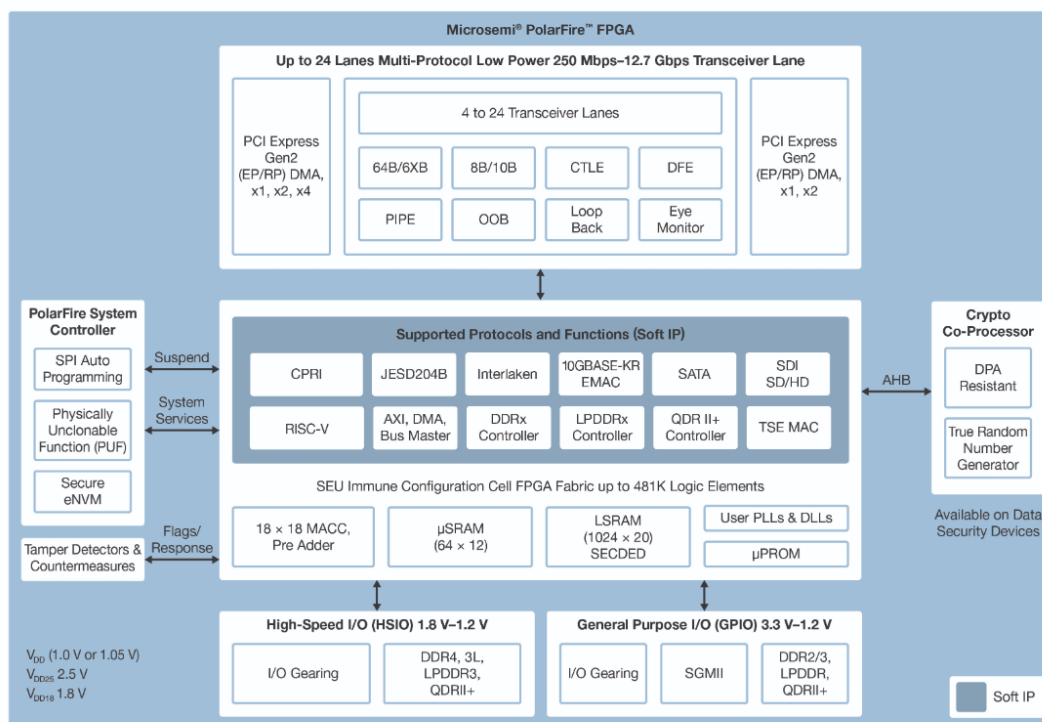 Microsemi® PolarFire™ FPGA
Up to 24 Lanes Multi-Protocol Low Power 250 Mbps–12.7 Gbps Transceiver Lane
PCI Express
Gen2
(EP/RP) DMA,
x1, x2, x4
4 to 24 Transceiver Lanes
64B/6XB
8B/10B
CTLE
DFE
PIPE
OOB
Loop
Back
Eye
Monitor
PCI Express
Gen2
(EP/RP) DMA,
x1, x2
PolarFire System
Controller
SPI Auto
Programming
Physically
Unclonable
Function (PUF)
Secure
eNVM
Tamper Detectors &
Countermeasures
Suspend
System
Services
Flags/
Response
Supported Protocols and Functions (Soft IP)
CPRI
JESD204B
Interlaken
10GBASE-KR
EMAC
SATA
SDI
SD/HD
RISC-V
AXI, DMA,
Bus Master
DDRx
Controller
LPDDRx
Controller
QDR II+
Controller
TSE MAC
SEU Immune Configuration Cell FPGA Fabric up to 481K Logic Elements
18 × 18 MACC,
Pre Adder
µSRAM
(64 × 12)
LSRAM
(1024 × 20)
SECDED
User PLLs & DLLs
µPROM
AHB
Crypto
Co-Processor
DPA
Resistant
True Random
Number
Generator
Available on Data
Security Devices
High-Speed I/O (HSIO) 1.8 V–1.2 V
I/O Gearing
DDR4, 3L,
LPDDR3,
QDRII+
General Purpose I/O (GPIO) 3.3 V–1.2 V
I/O Gearing
SGMII
DDR2/3,
LPDDR,
QDRII+
VDD (1.0 V or 1.05 V)
VDD25 2.5 V
VDD18 1.8 V
Soft IP